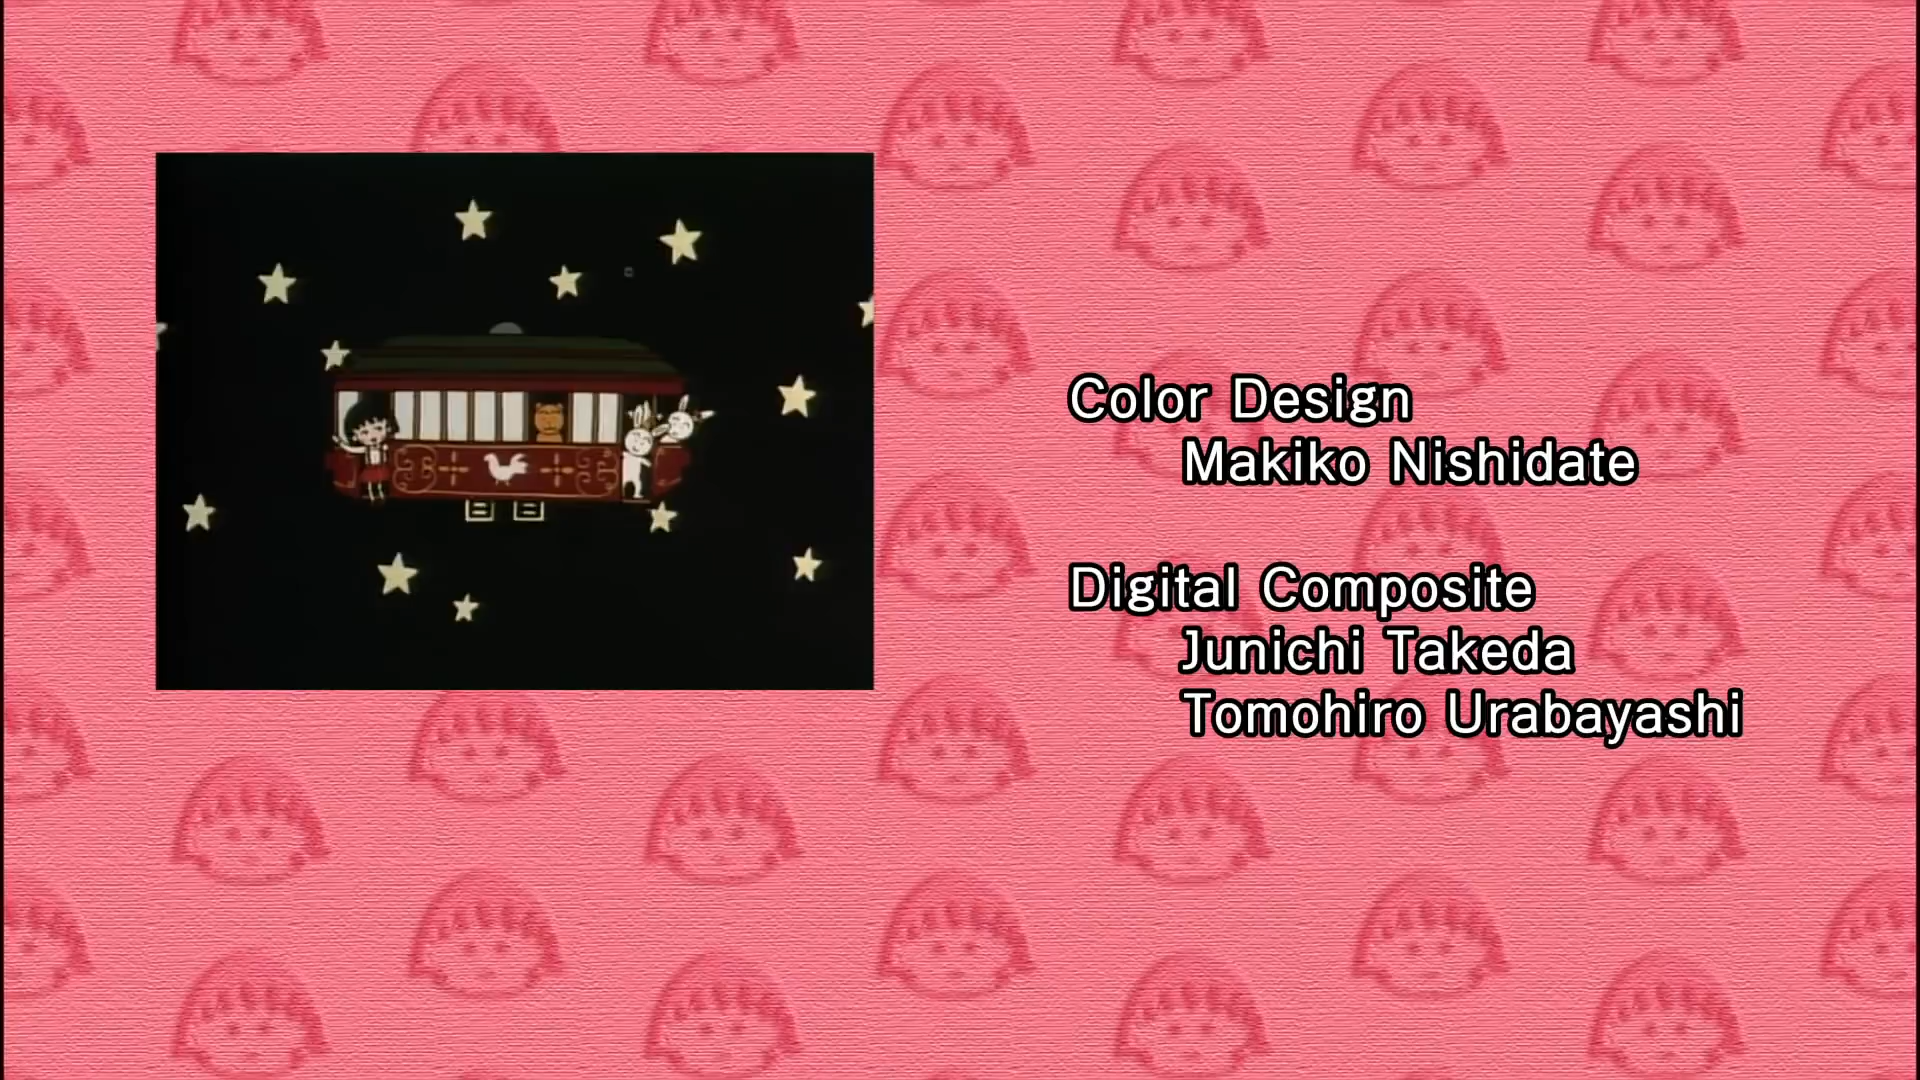 Color Design
Makiko Nishidate
Digital Composite
Junichi Takeda
Tomohiro Urabayashi